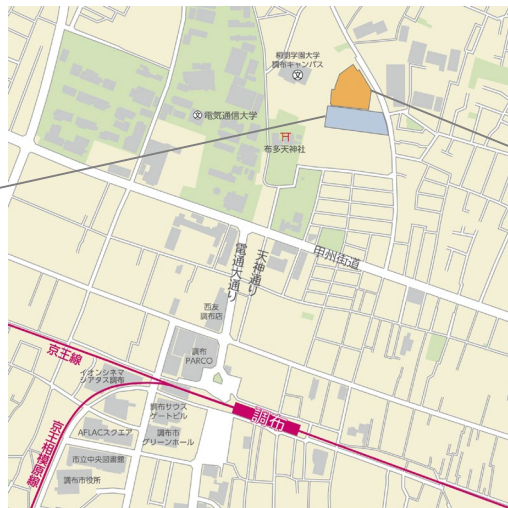 相明学園大学
調布キャンパス
電気通信大学
布多天神社
甲州街道
天神通り
電通大通り
西友
調布店
調布
PARCO
京王線
イオンシネマ
シアタス調布
調布
調布サウス
ゲートビル
京王相模原線
AFLACスクエア
調布市
グリーンホール
市立中央図書館
調布市役所